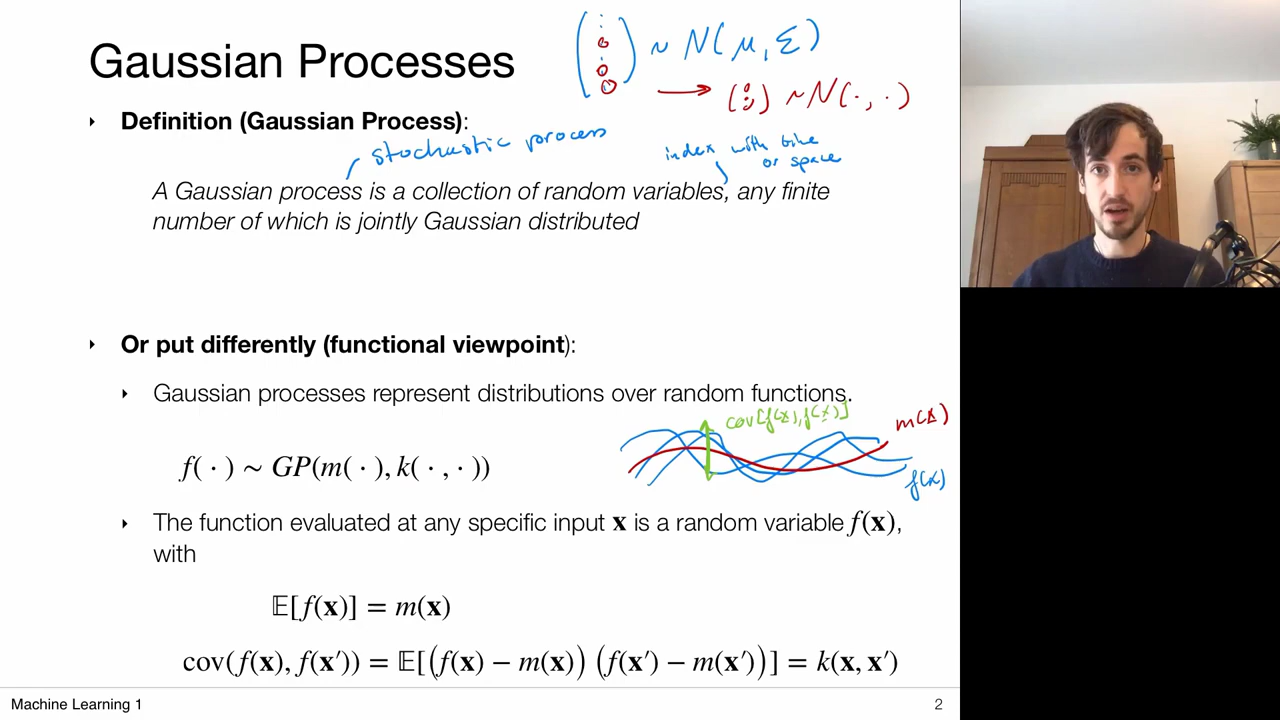 Gaussian Processes
( ⋮ ) ~ N( μ, Σ )
→ ( : ) ~ N( · , · )
‣ Definition (Gaussian Process):
stochastic process
index with time
or space
A Gaussian process is a collection of random variables, any finite
number of which is jointly Gaussian distributed
‣ Or put differently (functional viewpoint):
‣ Gaussian processes represent distributions over random functions.
cov[f(x), f(x)]
m(x)
f( · ) ∼ GP(m( · ), k( · , · ))
f(x)
‣ The function evaluated at any specific input x is a random variable f(x),
with
𝔼[f(x)] = m(x)
cov(f(x), f(x′)) = 𝔼[(f(x) − m(x)) (f(x′) − m(x′))] = k(x, x′)
Machine Learning 1
2